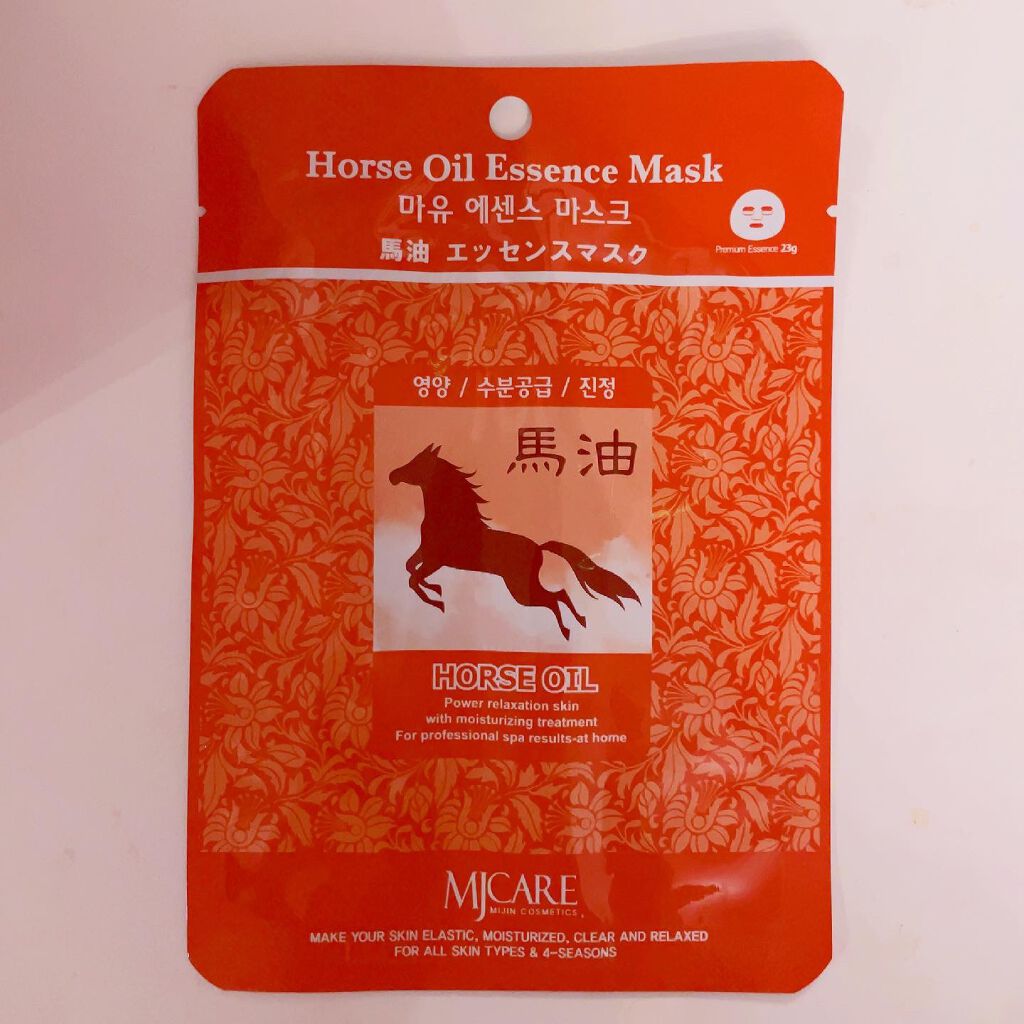 Horse Oil Essence Mask
마유 에센스 마스크
馬油 エッセンスマスク
Premium Essence 23g
영양 / 수분공급 / 진정
馬油
HORSE OIL
Power relaxation skin
with moisturizing treatment
For professional spa results-at home
MJCARE
MIJIN COSMETICS
MAKE YOUR SKIN ELASTIC, MOISTURIZED, CLEAR AND RELAXED
FOR ALL SKIN TYPES & 4-SEASONS